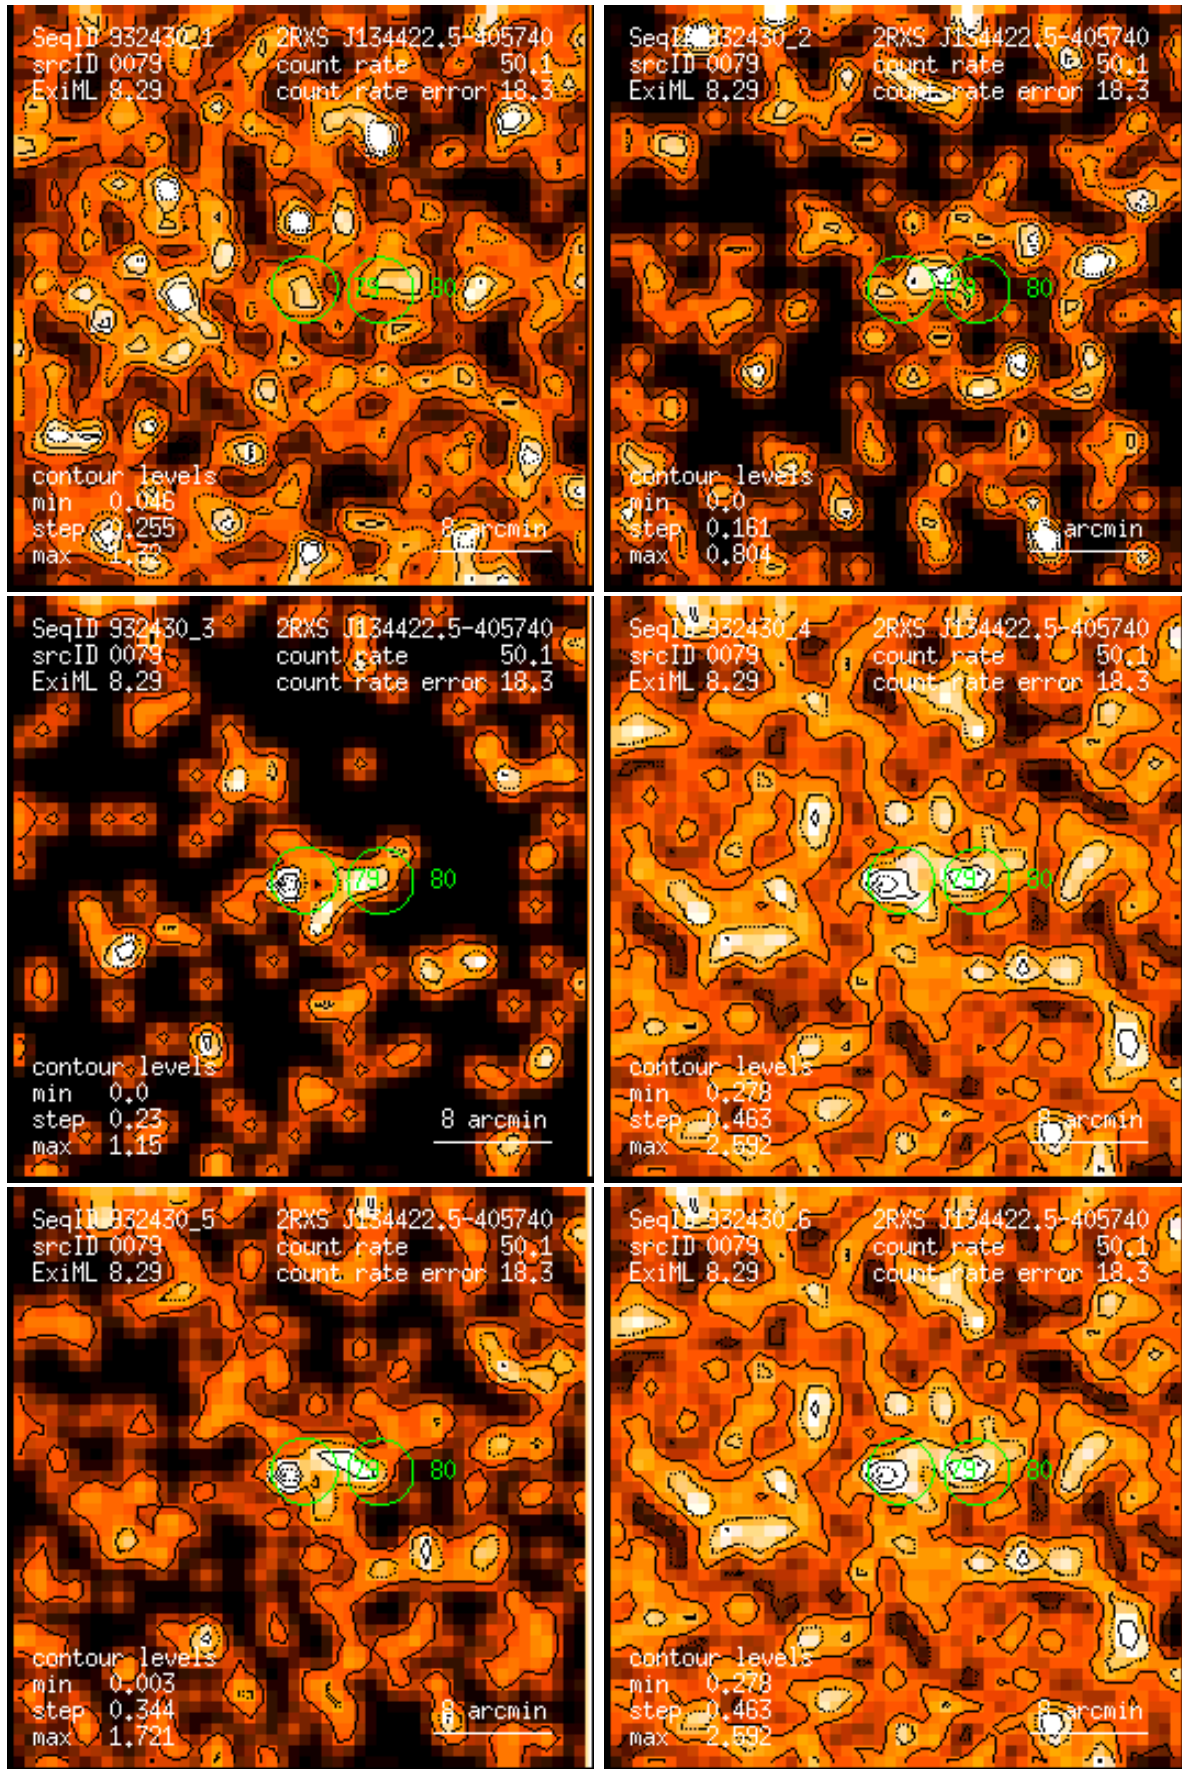 SeqID 932430_1 2RXS J134422.5-405740
srcID 0079 count rate 50.1
ExiML 8.29 count rate error 18.3
79 80
contour levels
min 0.046
step 0.255 8 arcmin
max 1.32
SeqID 932430_2 2RXS J134422.5-405740
srcID 0079 count rate 50.1
ExiML 8.29 count rate error 18.3
79 80
contour levels
min 0.0
step 0.161 8 arcmin
max 0.804
SeqID 932430_3 2RXS J134422.5-405740
srcID 0079 count rate 50.1
ExiML 8.29 count rate error 18.3
79 80
contour levels
min 0.0
step 0.23 8 arcmin
max 1.15
SeqID 932430_4 2RXS J134422.5-405740
srcID 0079 count rate 50.1
ExiML 8.29 count rate error 18.3
79 80
contour levels
min 0.278
step 0.463 8 arcmin
max 2.592
SeqID 932430_5 2RXS J134422.5-405740
srcID 0079 count rate 50.1
ExiML 8.29 count rate error 18.3
79 80
contour levels
min 0.003
step 0.344 8 arcmin
max 1.721
SeqID 932430_6 2RXS J134422.5-405740
srcID 0079 count rate 50.1
ExiML 8.29 count rate error 18.3
79 80
contour levels
min 0.278
step 0.463 8 arcmin
max 2.592